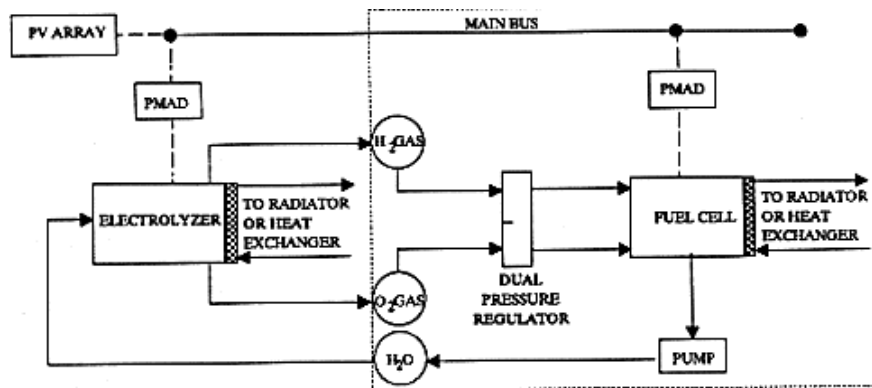 MAIN BUS
PV ARRAY
PMAD
PMAD
H₂GAS
ELECTROLYZER
TO RADIATOR
OR HEAT
EXCHANGER
FUEL CELL
TO RADIATOR
OR HEAT
EXCHANGER
DUAL
PRESSURE
REGULATOR
O₂GAS
H₂O
PUMP